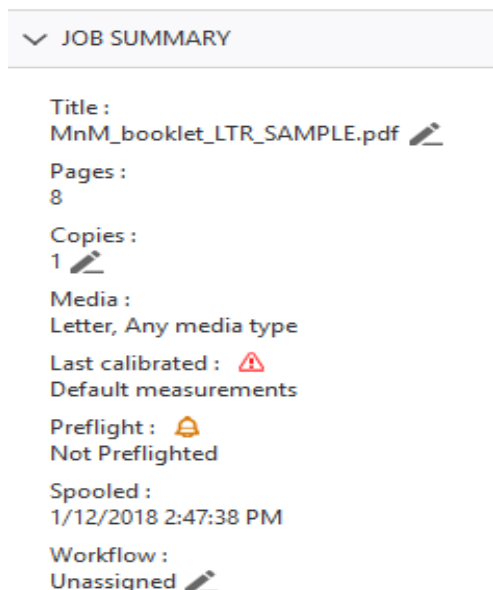 JOB SUMMARY
Title :
MnM_booklet_LTR_SAMPLE.pdf
Pages :
8
Copies :
1
Media :
Letter, Any media type
Last calibrated :
Default measurements
Preflight :
Not Preflighted
Spooled :
1/12/2018 2:47:38 PM
Workflow :
Unassigned